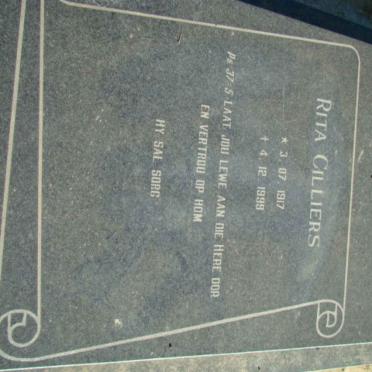 RITA CILLIERS
★ 3. 07 1917
† 4. 12. 1999
Ps 37:5 LAAT JOU LEWE AAN DIE HERE OOR
EN VERTROU OP HOM
HY SAL SORG